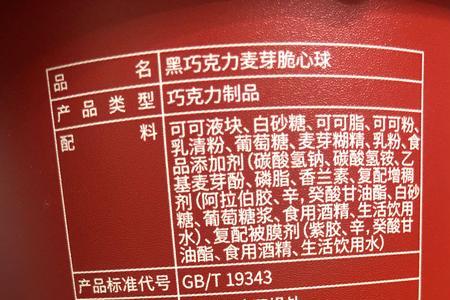 品 名 黑巧克力麦芽脆心球
产品类型 巧克力制品
配 料 可可液块、白砂糖、可可脂、可可粉、
乳清粉、葡萄糖、麦芽糊精、乳粉、食
品添加剂(碳酸氢钠、碳酸氢铵、乙
基麦芽酚、磷脂、香兰素、复配增稠
剂(阿拉伯胶、辛,癸酸甘油酯、白砂
糖、葡萄糖浆、食用酒精、生活饮用
水)、复配被膜剂(紫胶、辛,癸酸甘
油酯、食用酒精、生活饮用水)
产品标准代号 GB/T 19343